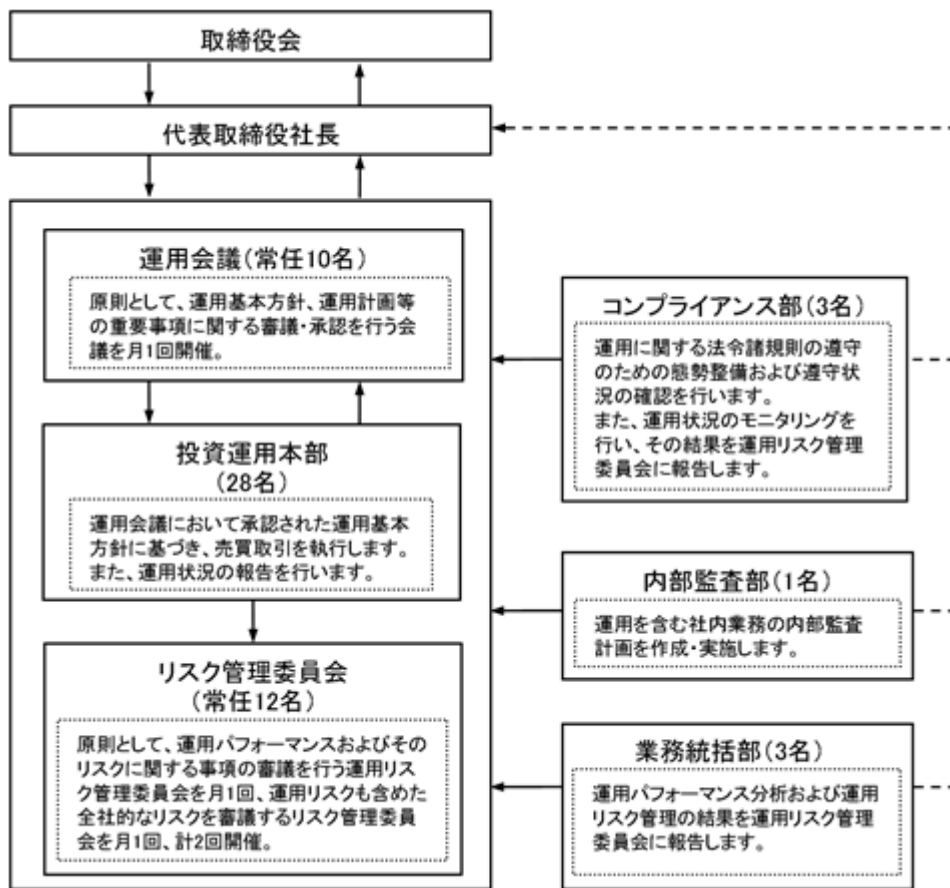 取締役会
代表取締役社長
運用会議(常任10名)
原則として、運用基本方針、運用計画等
の重要事項に関する審議・承認を行う会
議を月1回開催。
投資運用本部
(28名)
運用会議において承認された運用基本
方針に基づき、売買取引を執行します。
また、運用状況の報告を行います。
リスク管理委員会
(常任12名)
原則として、運用パフォーマンスおよびその
リスクに関する事項の審議を行う運用リス
ク管理委員会を月1回、運用リスクも含めた
全社的なリスクを審議するリスク管理委員
会を月1回、計2回開催。
コンプライアンス部(3名)
運用に関する法令諸規則の遵守
のための態勢整備および遵守状
況の確認を行います。
また、運用状況のモニタリングを
行い、その結果を運用リスク管理
委員会に報告します。
内部監査部(1名)
運用を含む社内業務の内部監査
計画を作成・実施します。
業務統括部(3名)
運用パフォーマンス分析および運用
リスク管理の結果を運用リスク管理
委員会に報告します。